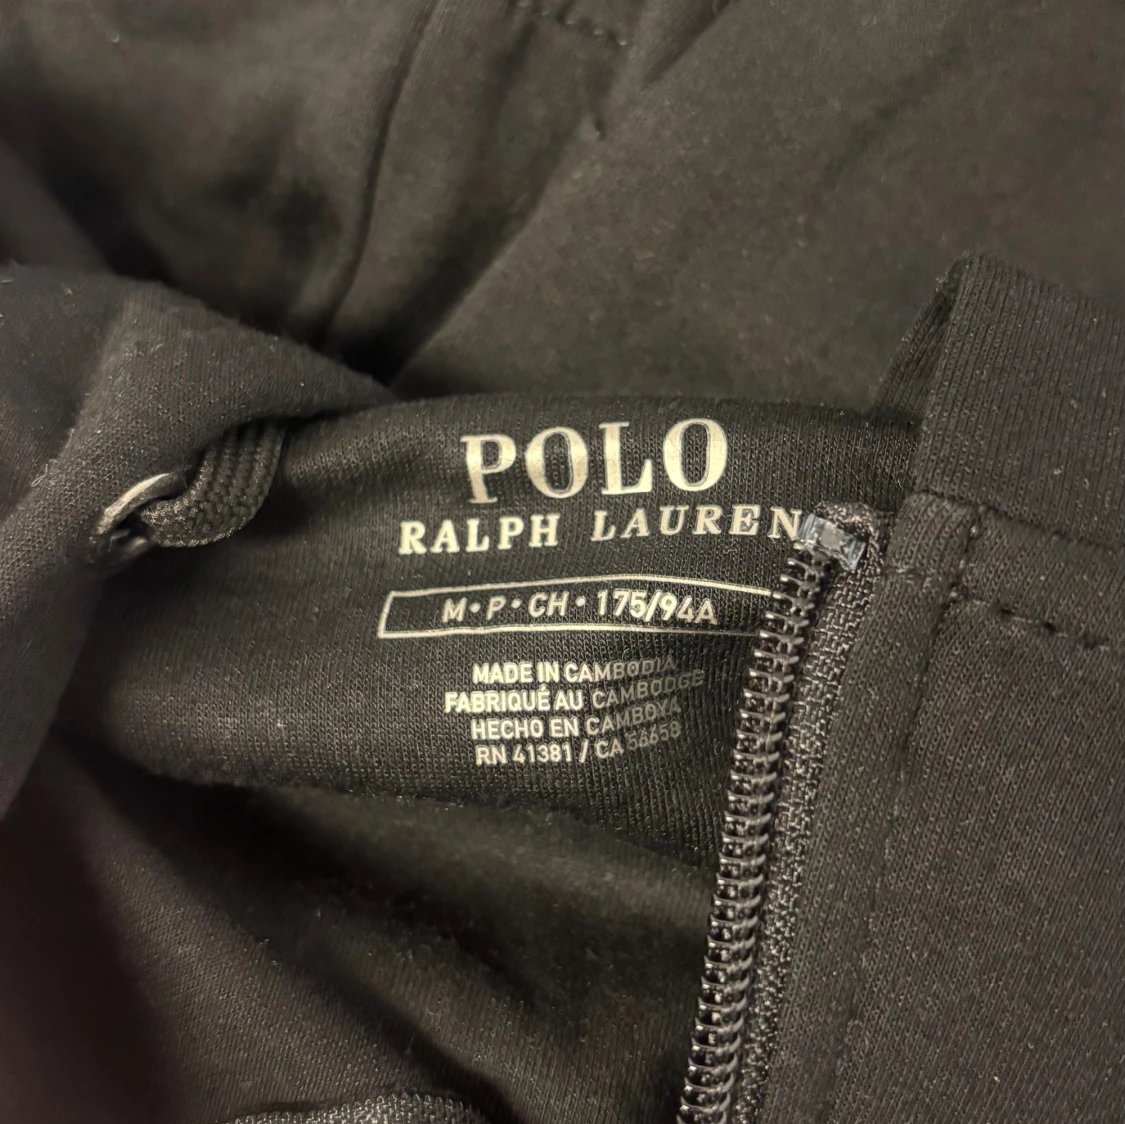 POLO
RALPH LAUREN
M•P•CH•175/94A
MADE IN CAMBODIA
FABRIQUÉ AU CAMBODGE
HECHO EN CAMBOYA
RN 41381 / CA 56658